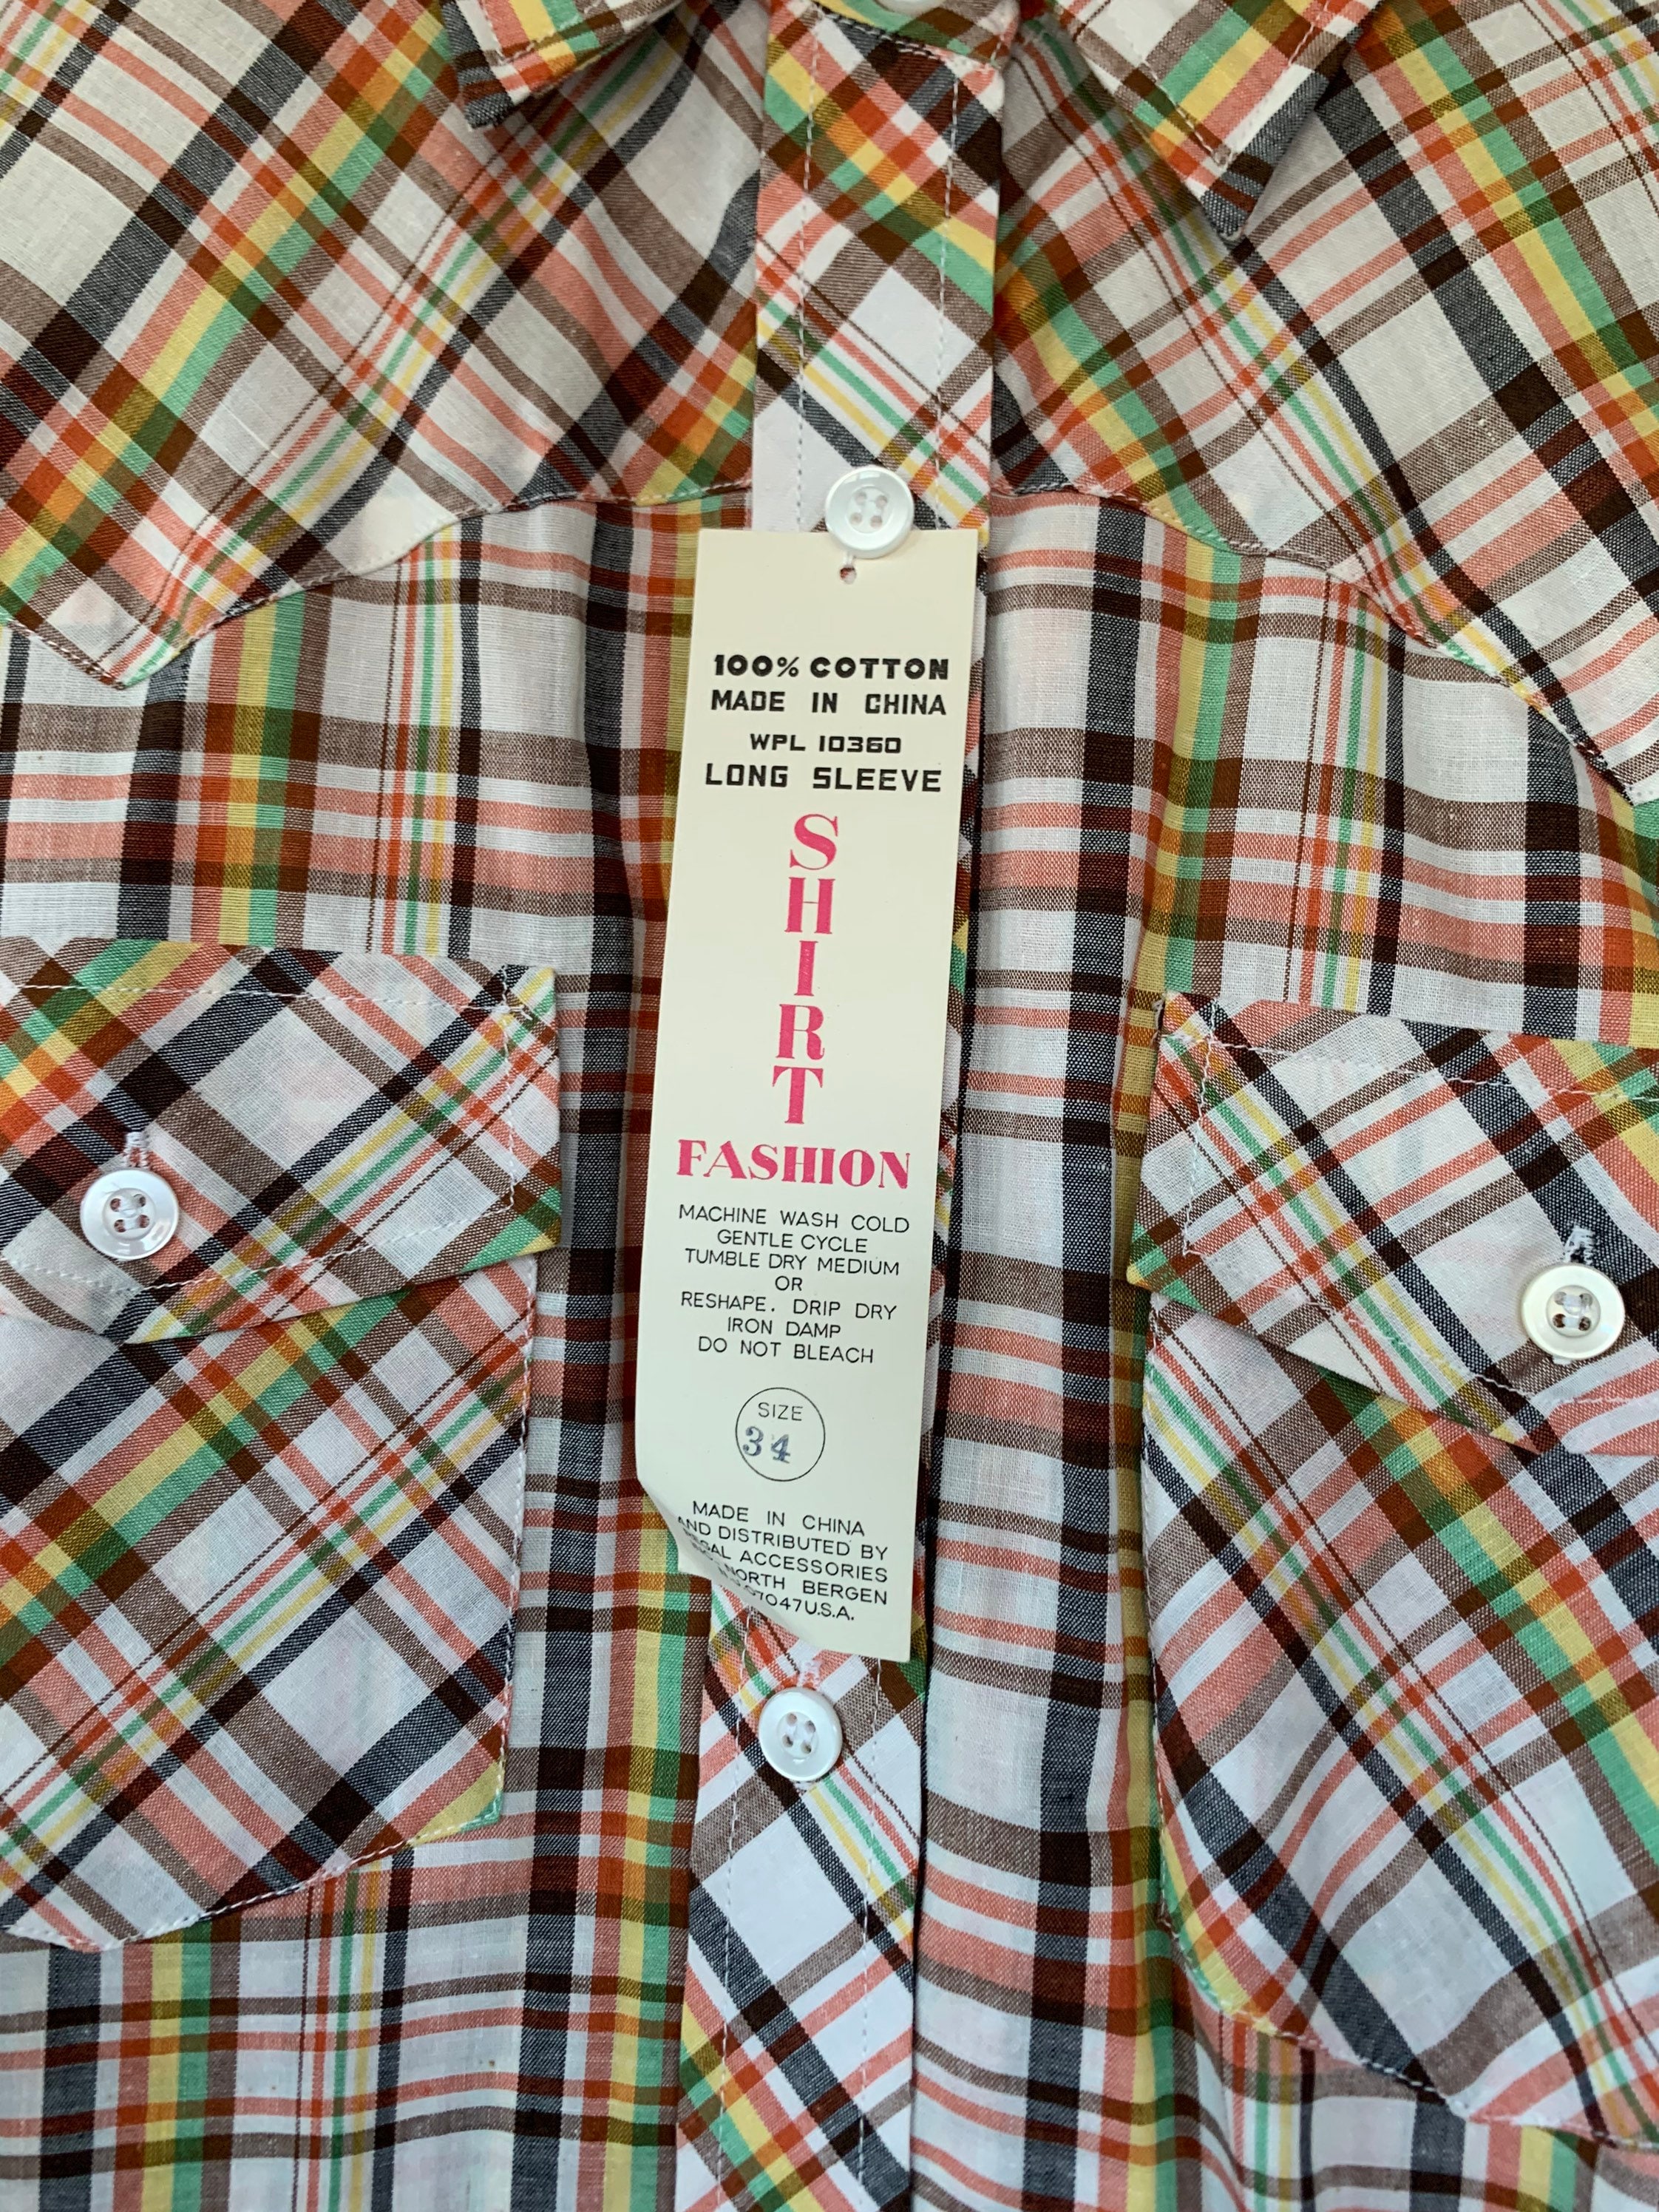 100% COTTON
MADE IN CHINA
WPL 10360
LONG SLEEVE
SHIRT
FASHION
MACHINE WASH COLD
GENTLE CYCLE
TUMBLE DRY MEDIUM
OR
RESHAPE. DRIP DRY
IRON DAMP
DO NOT BLEACH
SIZE
34
MADE IN CHINA
AND DISTRIBUTED BY
ACCESSORIES
NORTH BERGEN
U.S.A.